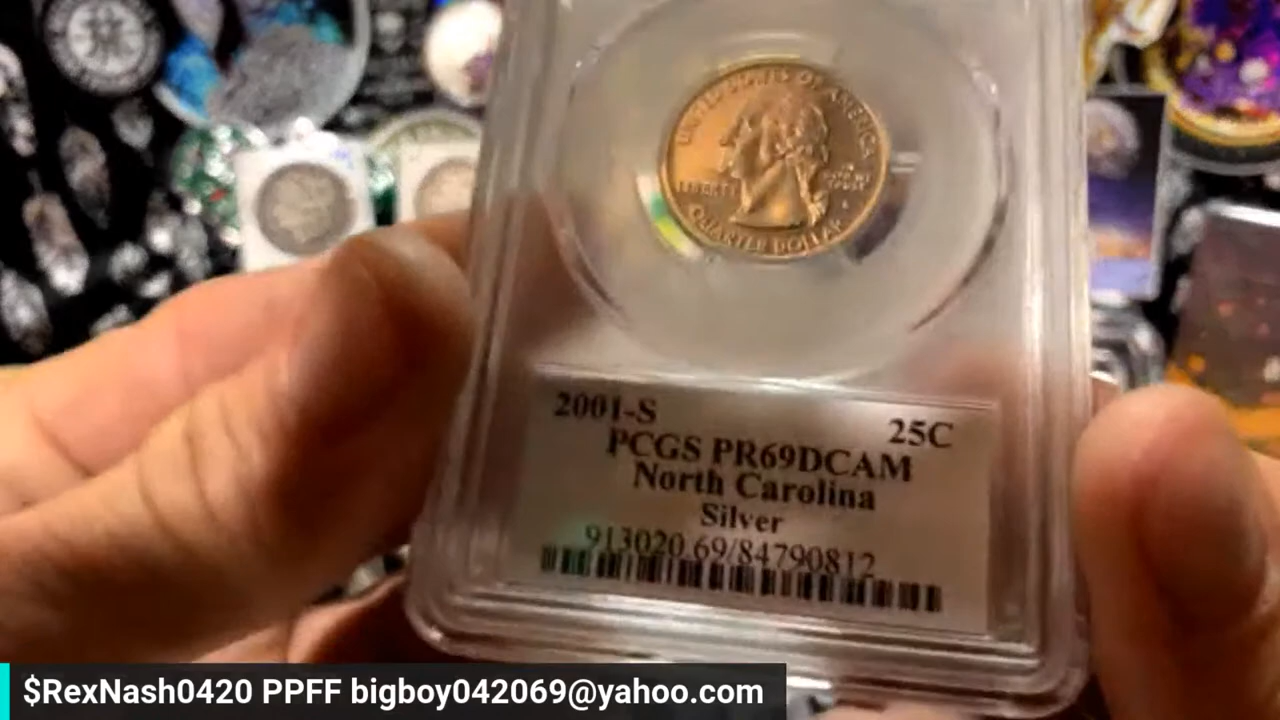 UNITED STATES OF AMERICA
LIBERTY
IN
GOD WE
TRUST
QUARTER DOLLAR
2001-S
25C
PCGS PR69DCAM
North Carolina
Silver
913020.69/84790812
$RexNash0420 PPFF bigboy042069@yahoo.com